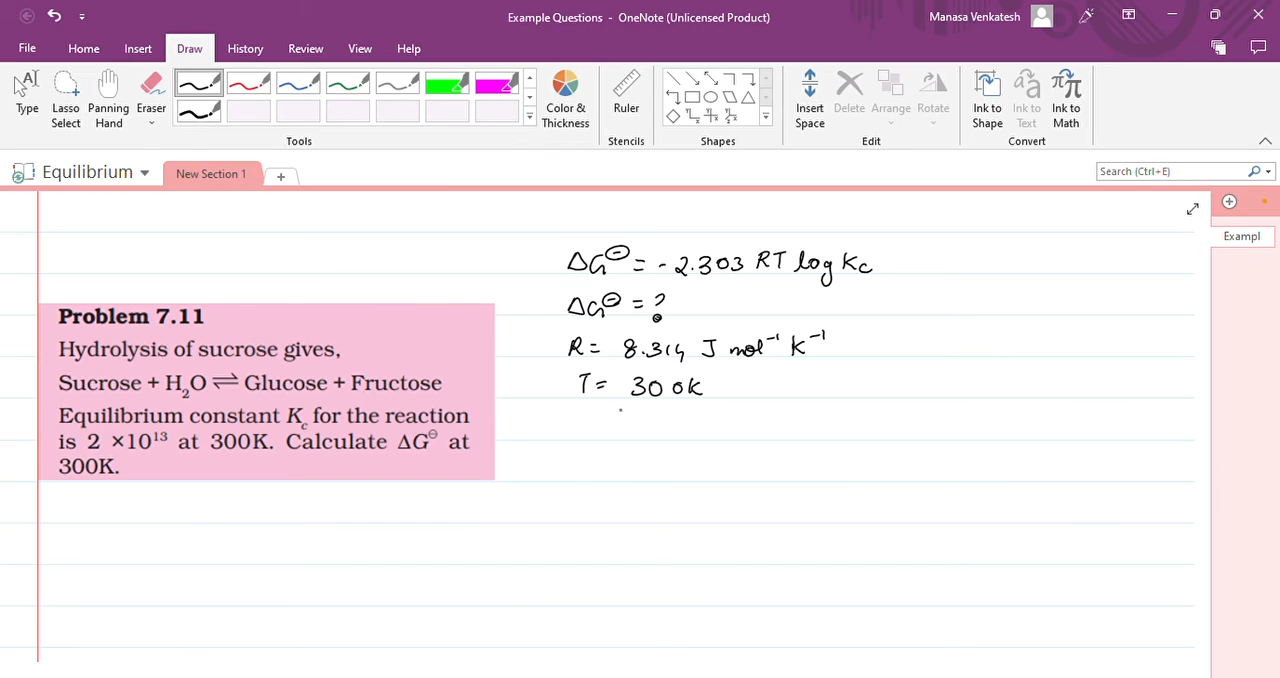 Example Questions - OneNote (Unlicensed Product)
Manasa Venkatesh
File Home Insert Draw History Review View Help
Type
Lasso Select
Panning Hand
Eraser
Color & Thickness
Ruler
Insert Space
Delete
Arrange
Rotate
Ink to Shape
Ink to Text
Ink to Math
Tools
Stencils
Shapes
Edit
Convert
Equilibrium
New Section 1
Search (Ctrl+E)
Exampl
Problem 7.11
Hydrolysis of sucrose gives,
Sucrose + H₂O ⇌ Glucose + Fructose
Equilibrium constant Kc for the reaction
is 2 ×10¹³ at 300K. Calculate ΔG⊖ at
300K.
ΔG⊖ = -2.303 RT log Kc
ΔG⊖ = ?
R = 8.314 J mol⁻¹ K⁻¹
T = 300K